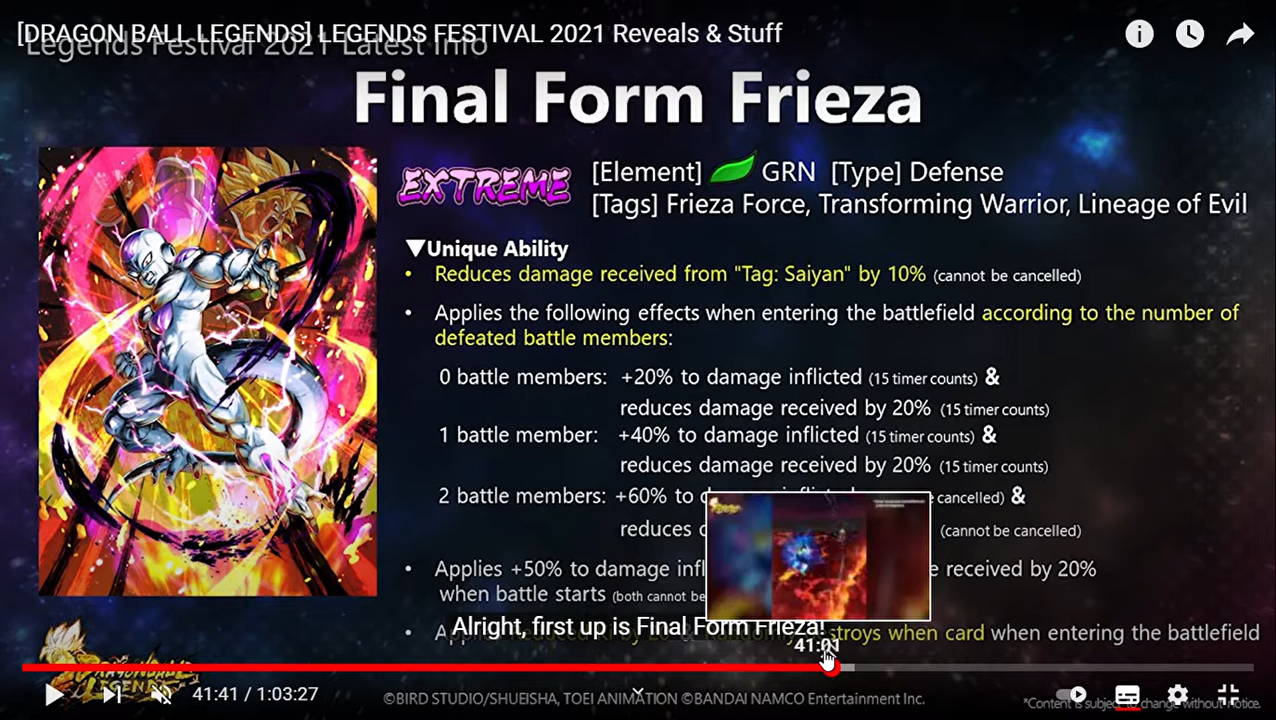 [DRAGON BALL LEGENDS] LEGENDS FESTIVAL 2021 Reveals & Stuff
Legends Festival 2021 Latest Info
Final Form Frieza
EXTREME
[Element] GRN [Type] Defense
[Tags] Frieza Force, Transforming Warrior, Lineage of Evil
▼Unique Ability
• Reduces damage received from "Tag: Saiyan" by 10% (cannot be cancelled)
• Applies the following effects when entering the battlefield according to the number of
defeated battle members:
0 battle members: +20% to damage inflicted (15 timer counts) &
reduces damage received by 20% (15 timer counts)
1 battle member: +40% to damage inflicted (15 timer counts) &
reduces damage received by 20% (15 timer counts)
2 battle members: +60% to cancelled) &
reduces (cannot be cancelled)
• Applies +50% to damage received by 20%
when battle starts (both cannot be
• when card when entering the battlefield
Alright, first up is Final Form Frieza!
41:01
DRAGONBALL
LEGENDS
41:41 / 1:03:27
©BIRD STUDIO/SHUEISHA, TOEI ANIMATION ©BANDAI NAMCO Entertainment Inc.
*Content is subject to change without notice.